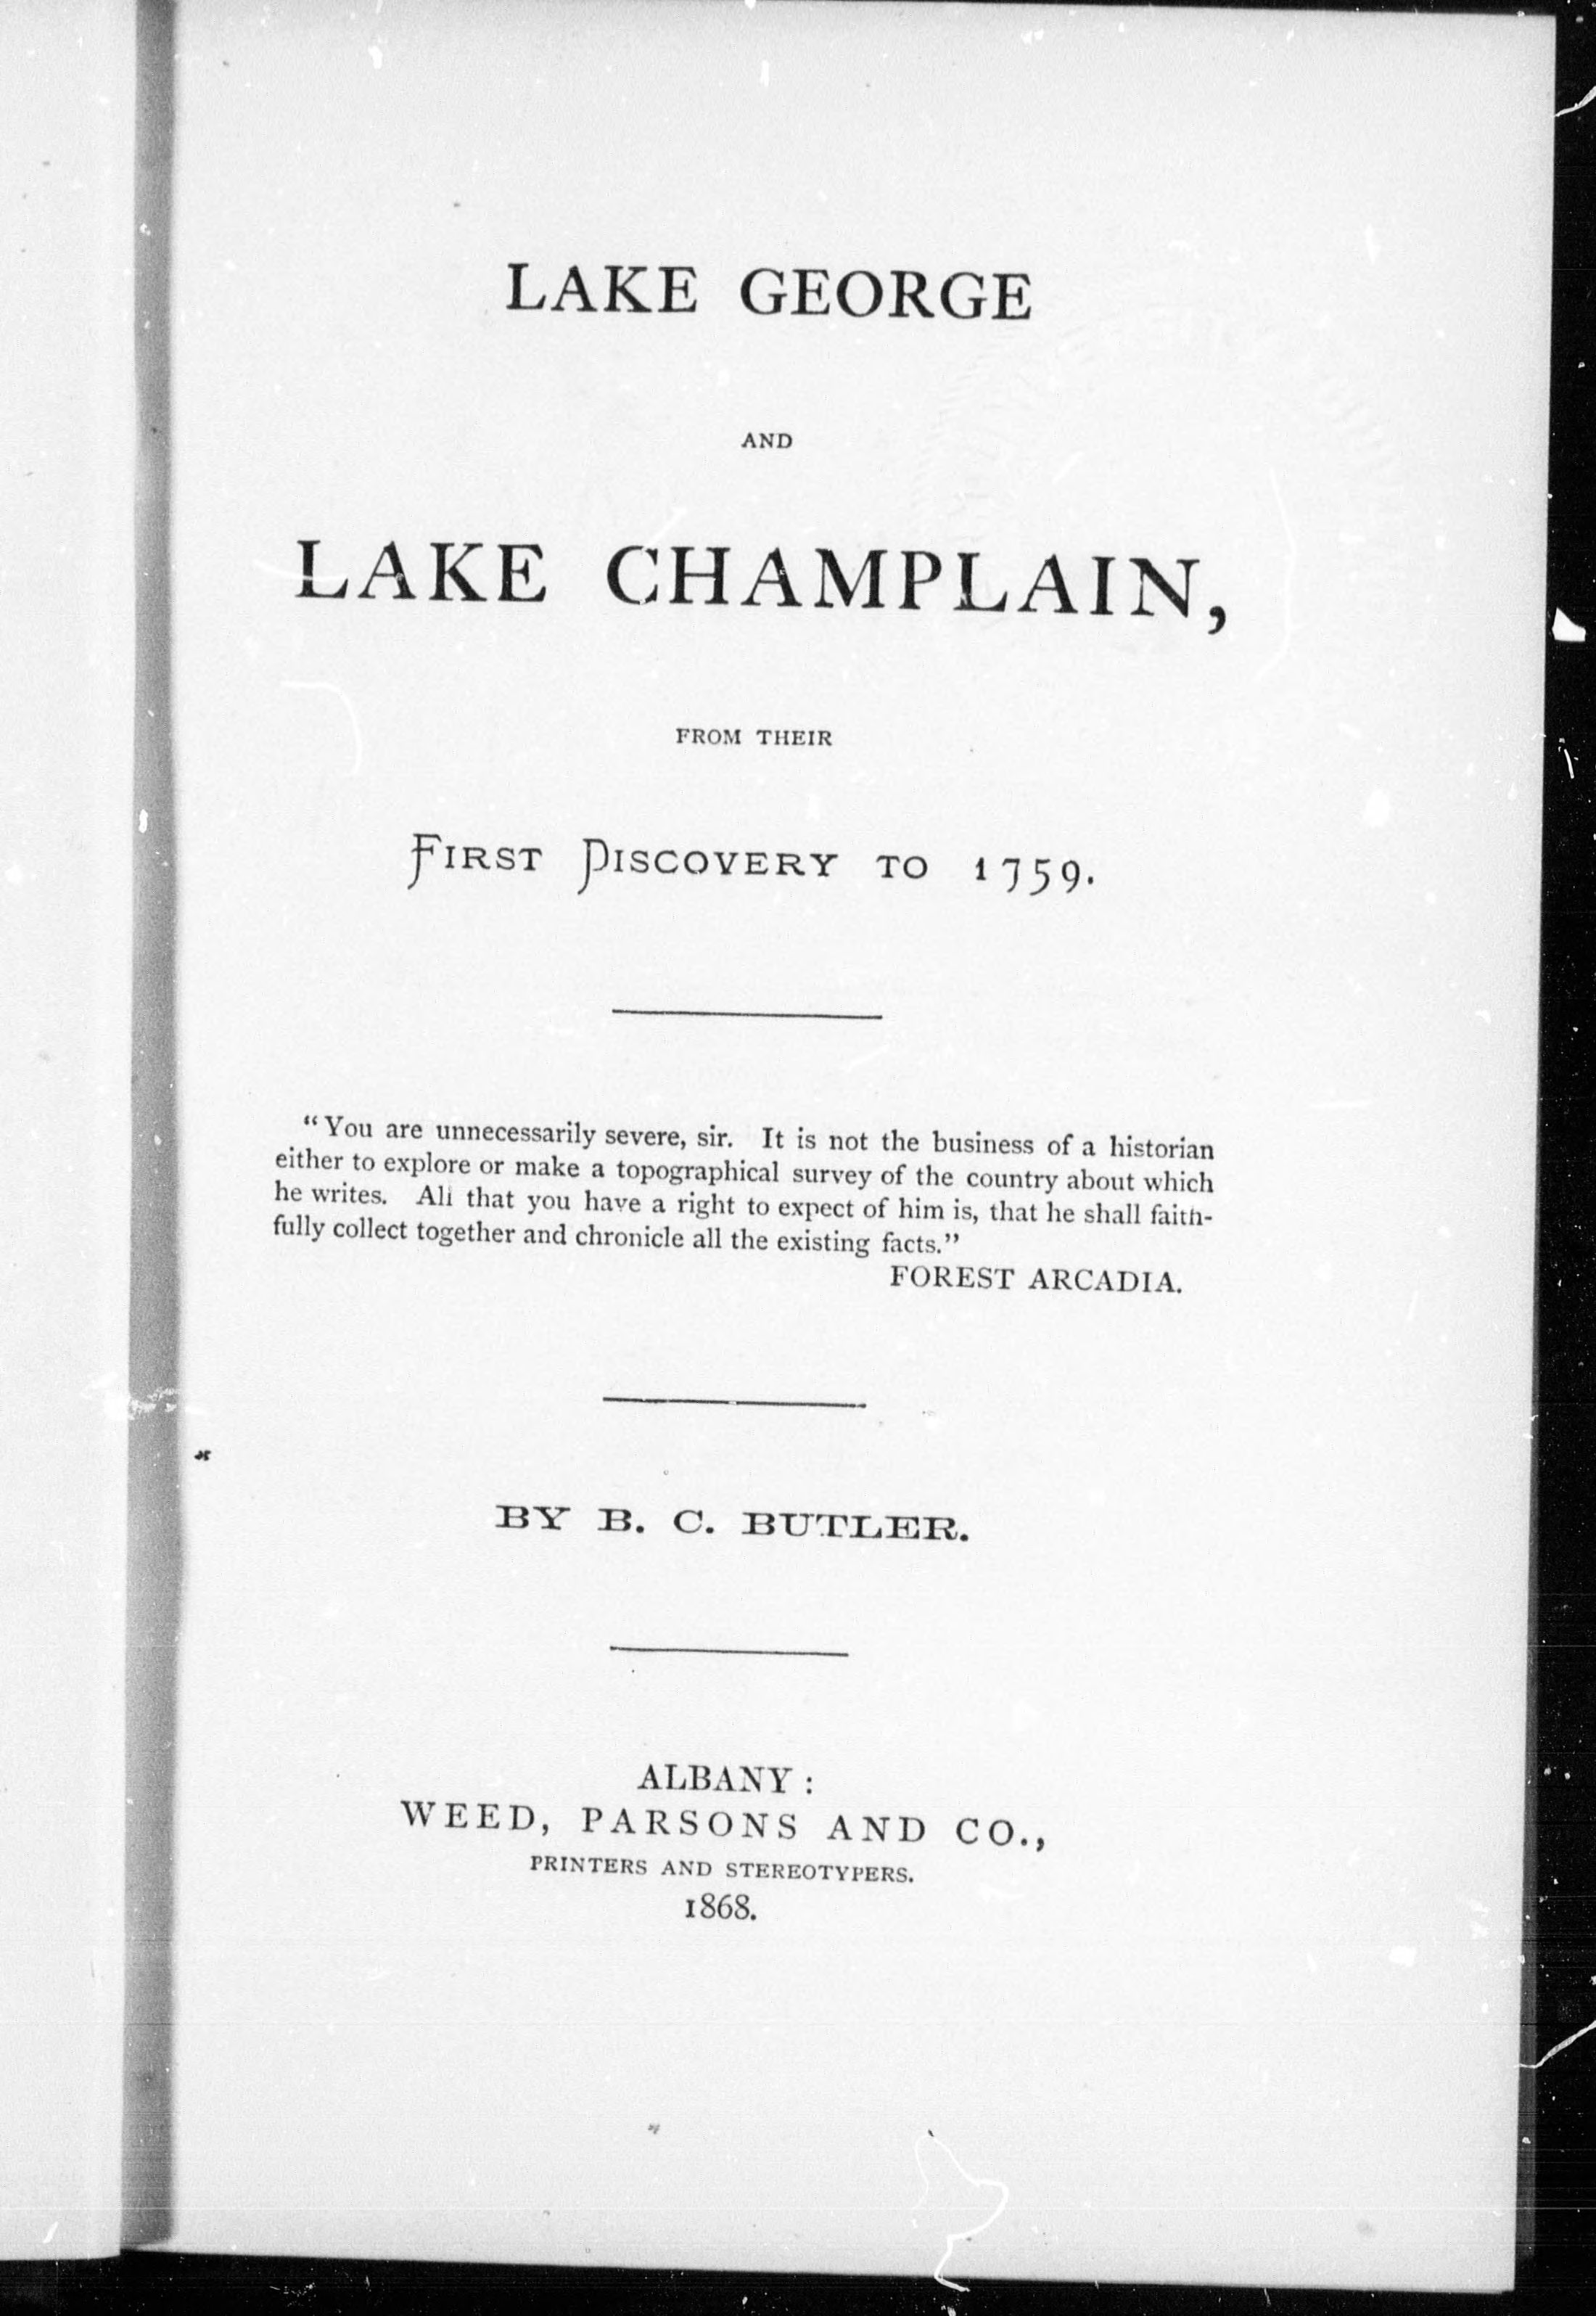 LAKE GEORGE
AND
LAKE CHAMPLAIN,
FROM THEIR
FIRST DISCOVERY TO 1759.
“You are unnecessarily severe, sir. It is not the business of a historian
either to explore or make a topographical survey of the country about which
he writes. All that you have a right to expect of him is, that he shall faith-
fully collect together and chronicle all the existing facts.”
FOREST ARCADIA.
BY B. C. BUTLER.
ALBANY:
WEED, PARSONS AND CO.,
PRINTERS AND STEREOTYPERS.
1868.